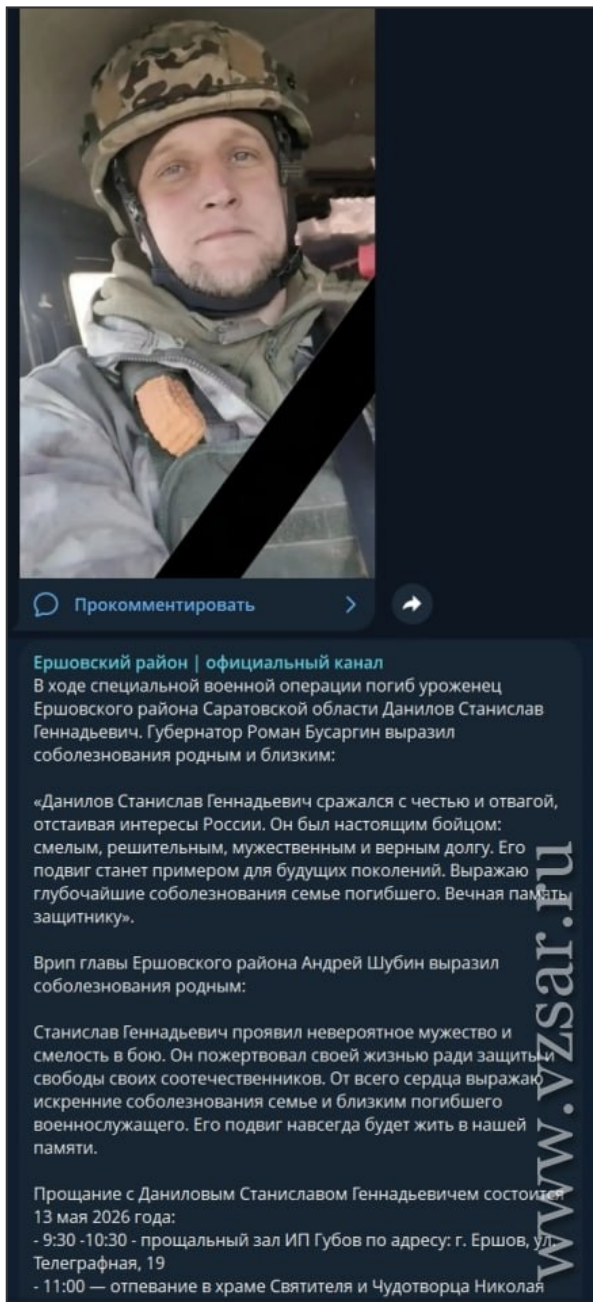 Прокомментировать
Ершовский район | официальный канал
В ходе специальной военной операции погиб уроженец
Ершовского района Саратовской области Данилов Станислав
Геннадьевич. Губернатор Роман Бусаргин выразил
соболезнования родным и близким:
«Данилов Станислав Геннадьевич сражался с честью и отвагой,
отстаивая интересы России. Он был настоящим бойцом:
смелым, решительным, мужественным и верным долгу. Его
подвиг станет примером для будущих поколений. Выражаю
глубочайшие соболезнования семье погибшего. Вечная память
защитнику».
Врип главы Ершовского района Андрей Шубин выразил
соболезнования родным:
Станислав Геннадьевич проявил невероятное мужество и
смелость в бою. Он пожертвовал своей жизнью ради защиты и
свободы своих соотечественников. От всего сердца выражаю
искренние соболезнования семье и близким погибшего
военнослужащего. Его подвиг навсегда будет жить в нашей
памяти.
Прощание с Даниловым Станиславом Геннадьевичем состоится
13 мая 2026 года:
- 9:30 -10:30 - прощальный зал ИП Губов по адресу: г. Ершов, ул.
Телеграфная, 19
- 11:00 — отпевание в храме Святителя и Чудотворца Николая
www.vzsar.ru